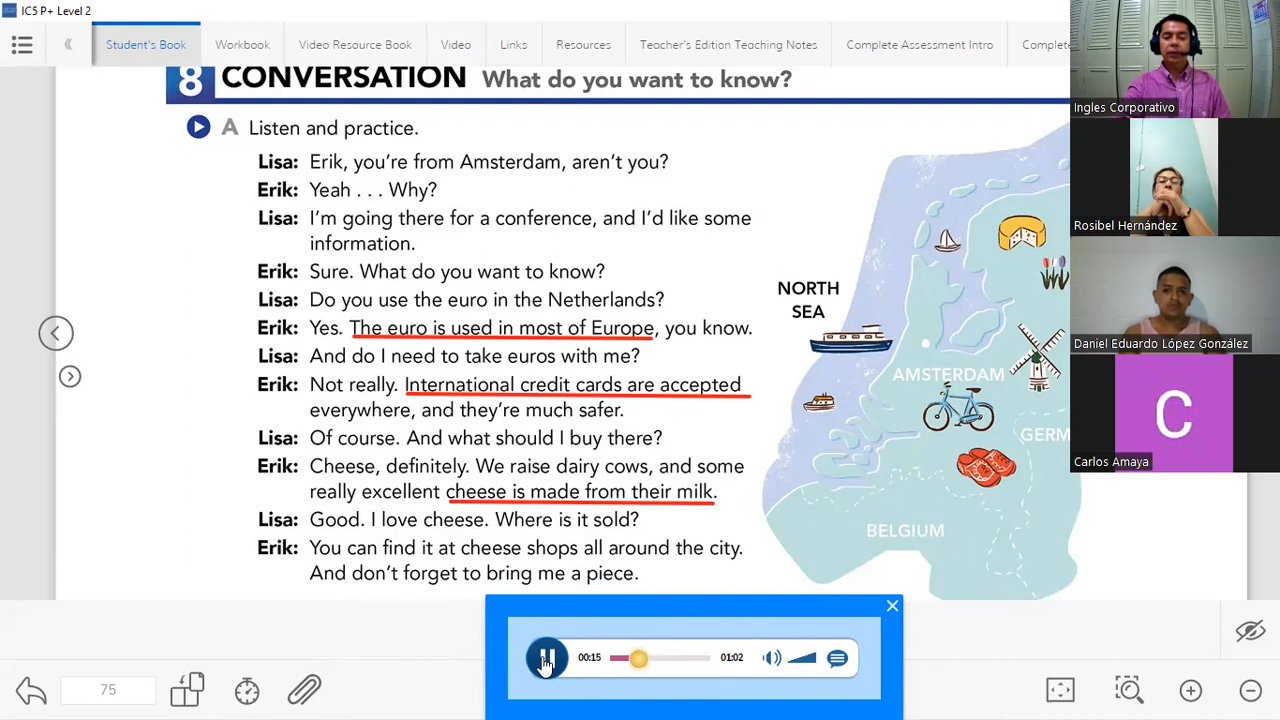 IC5 P+ Level 2
Student's Book
Workbook
Video Resource Book
Video
Links
Resources
Teacher's Edition Teaching Notes
Complete
nt Intro
Complete
8 CONVERSATION What do you want to know?
A Listen and practice.
Lisa: Erik, you're from Amsterdam, aren't you?
Erik: Yeah . . . Why?
Lisa: I'm going there for a conference, and I'd like some
information.
Erik: Sure. What do you want to know?
Lisa: Do you use the euro in the Netherlands?
Erik: Yes. The euro is used in most of Europe, you know.
Lisa: And do I need to take euros with me?
Erik: Not really. International credit cards are accepted
everywhere, and they're much safer.
Lisa: Of course. And what should I buy there?
Erik: Cheese, definitely. We raise dairy cows, and some
really excellent cheese is made from their milk.
Lisa: Good. I love cheese. Where is it sold?
Erik: You can find it at cheese shops all around the city.
And don't forget to bring me a piece.
NORTH
SEA
AMSTERDAM
GERM
BELGIUM
Ingles Corporativo
Rosibel Hernández
Daniel Eduardo López González
C
Carlos Amaya
00:15
01:02
75